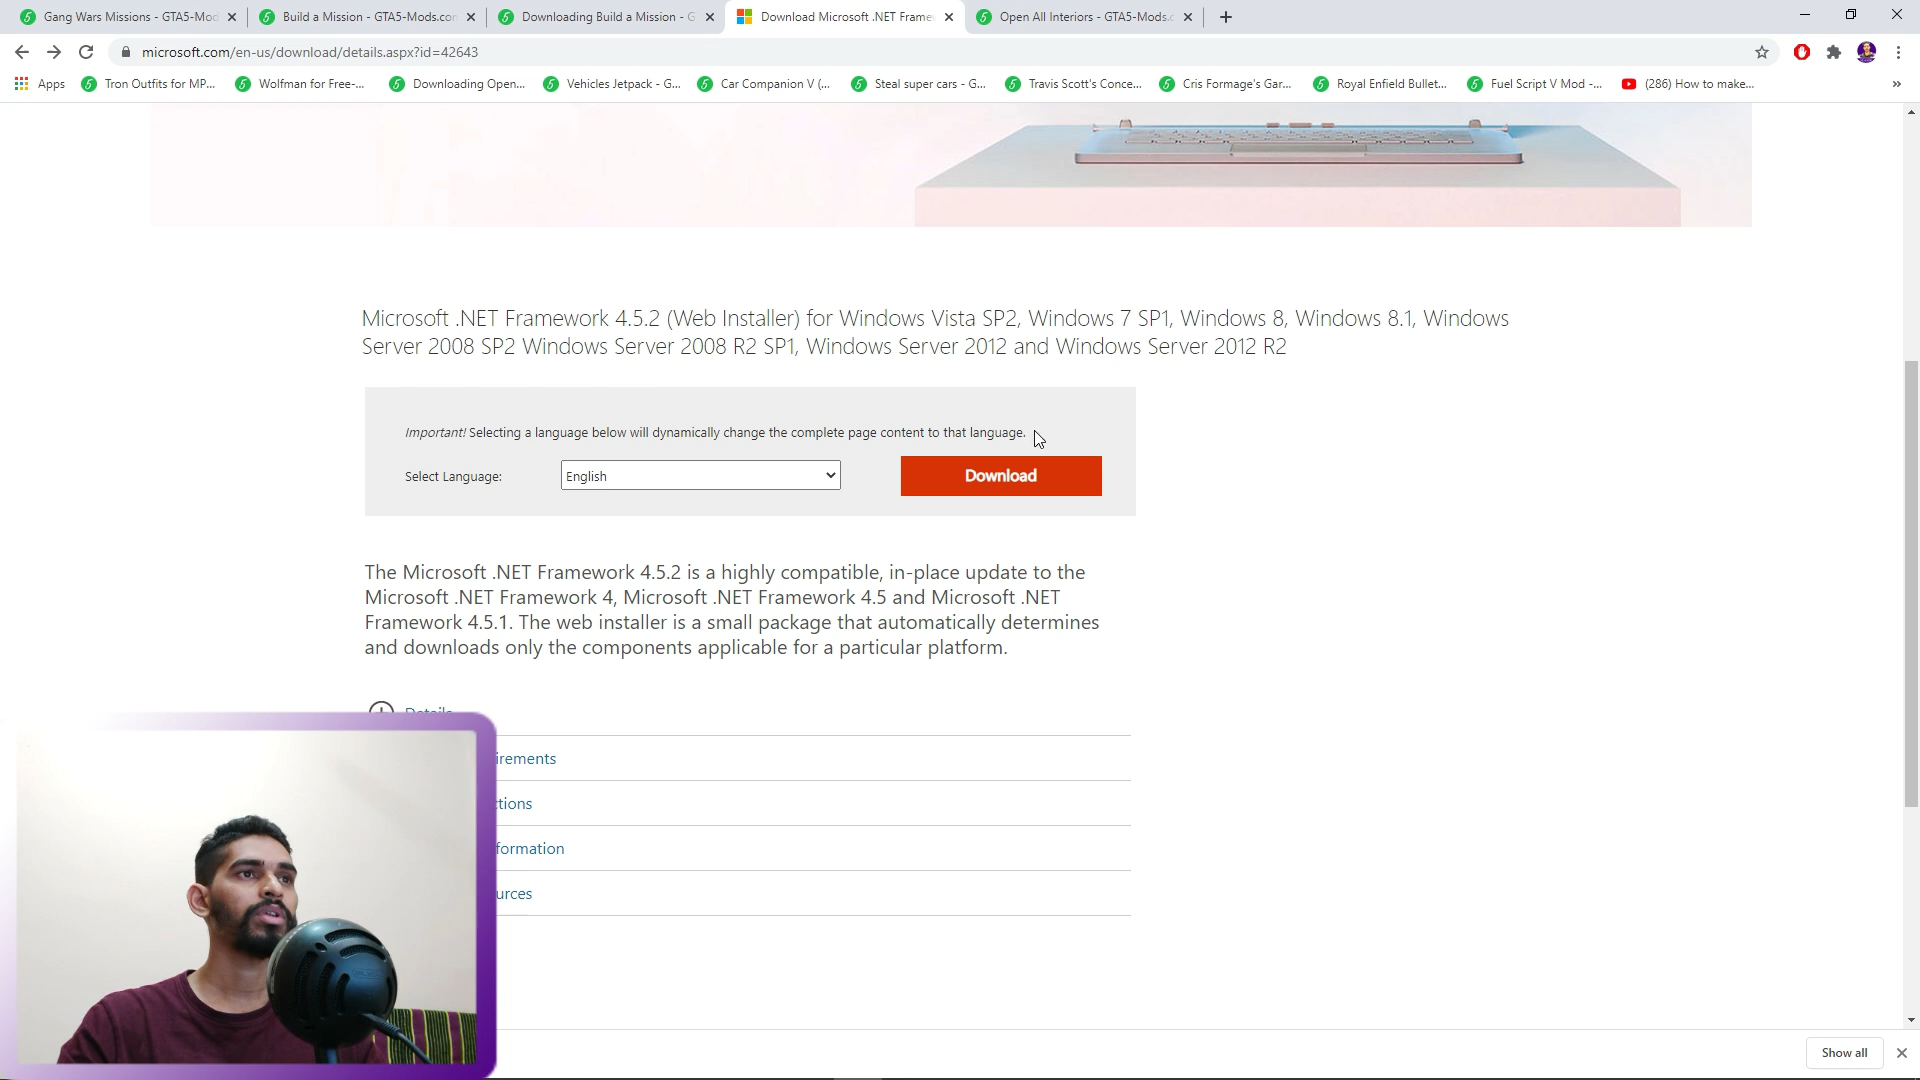 Gang Wars Missions - GTA5-Mod
Build a Mission - GTA5-Mods.com
Downloading Build a Mission - G
Download Microsoft .NET Frame
Open All Interiors - GTA5-Mods.c
microsoft.com/en-us/download/details.aspx?id=42643
Apps
Tron Outfits for MP...
Wolfman for Free-...
Downloading Open...
Vehicles Jetpack - G...
Car Companion V (...
Steal super cars - G...
Travis Scott's Conce...
Cris Formage's Gar...
Royal Enfield Bullet...
Fuel Script V Mod -...
(286) How to make...
»
Microsoft .NET Framework 4.5.2 (Web Installer) for Windows Vista SP2, Windows 7 SP1, Windows 8, Windows 8.1, Windows
Server 2008 SP2 Windows Server 2008 R2 SP1, Windows Server 2012 and Windows Server 2012 R2
Important! Selecting a language below will dynamically change the complete page content to that language.
Select Language:
English
Download
The Microsoft .NET Framework 4.5.2 is a highly compatible, in-place update to the
Microsoft .NET Framework 4, Microsoft .NET Framework 4.5 and Microsoft .NET
Framework 4.5.1. The web installer is a small package that automatically determines
and downloads only the components applicable for a particular platform.
Details
irements
ctions
formation
urces
Show all